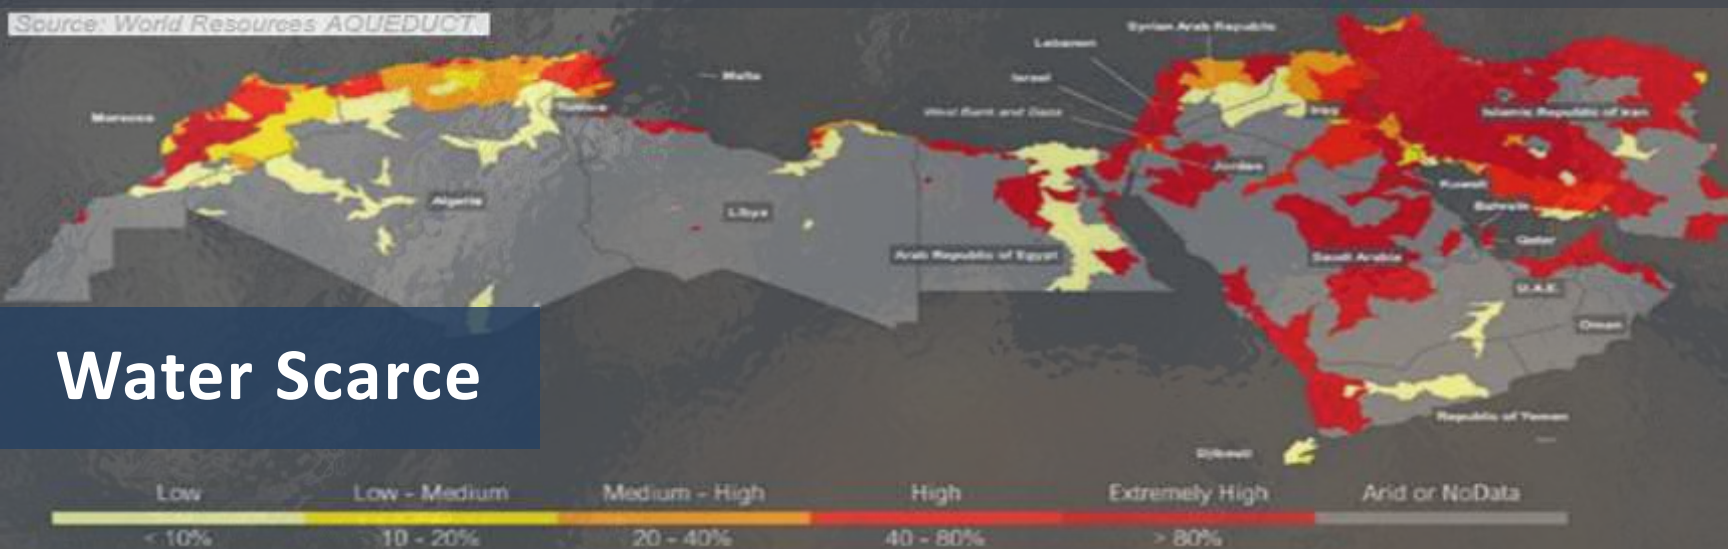 Source: World Resources AQUEDUCT.
Syrian Arab Republic
Lebanon
Israel
Malta
West Bank and Gaza
Morocco
Tunisia
Iraq
Islamic Republic of Iran
Jordan
Kuwait
Algeria
Libya
Bahrain
Qatar
Arab Republic of Egypt
Saudi Arabia
U.A.E.
Oman
Water Scarce
Republic of Yemen
Djibouti
Low Low - Medium Medium - High High Extremely High Arid or NoData
< 10% 10 - 20% 20 - 40% 40 - 80% > 80%